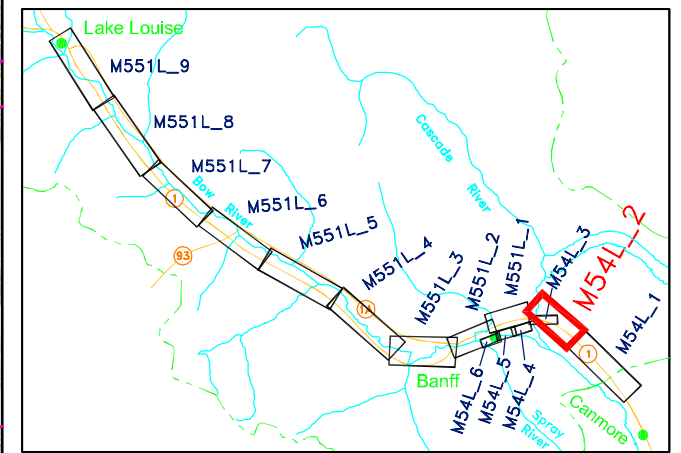 Lake Louise
M551L_9
M551L_8
M551L_7
M551L_6
M551L_5
M551L_4
M551L_3
M551L_2
M551L_1
M54L_3
M54L_2
M54L_1
Cascade
River
Bow
River
1
93
1A
1
Banff
M54L_6
M54L_5
M54L_4
Spray
River
Canmore